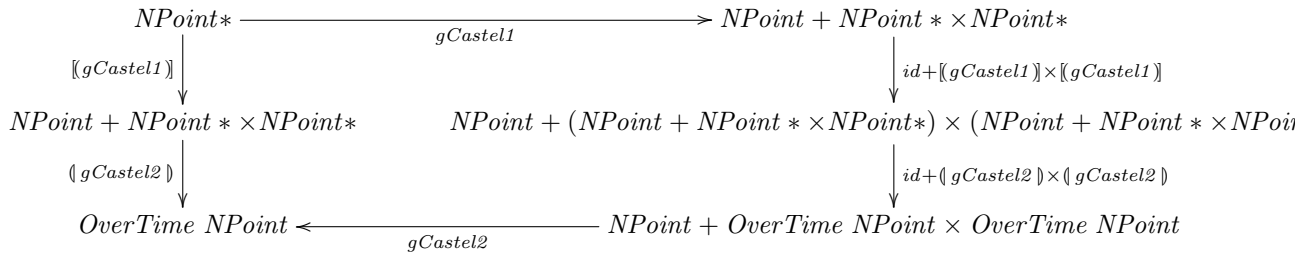 NPoint∗ NPoint + NPoint ∗ ×NPoint∗
gCastel1
⟦(gCastel1)⟧ id+⟦(gCastel1)⟧×⟦(gCastel1)⟧
NPoint + NPoint ∗ ×NPoint∗ NPoint + (NPoint + NPoint ∗ ×NPoint∗) × (NPoint + NPoint ∗ ×NPoi
⦇gCastel2⦈ id+⦇gCastel2⦈×⦇gCastel2⦈
OverTime NPoint NPoint + OverTime NPoint × OverTime NPoint
gCastel2